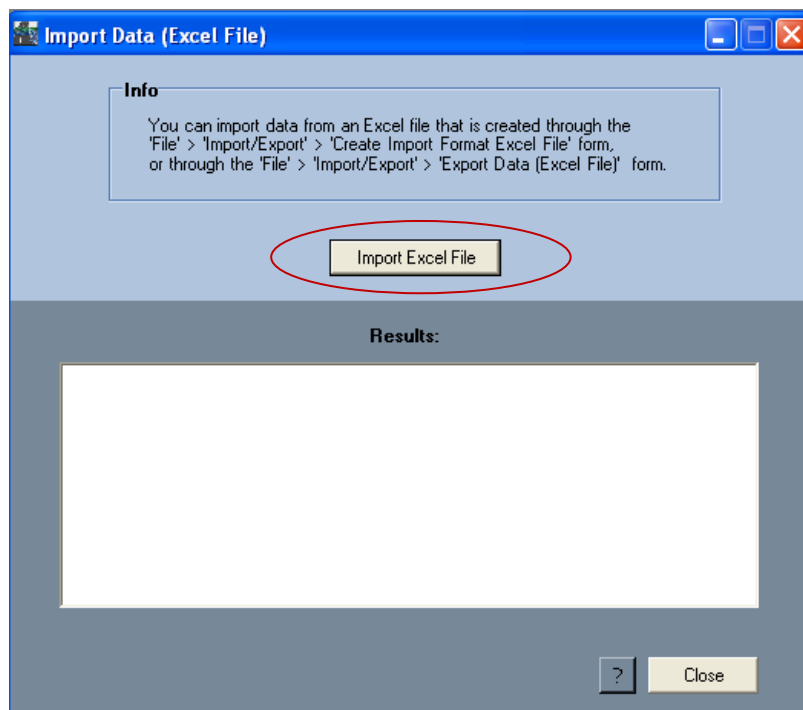 Import Data (Excel File)
Info
You can import data from an Excel file that is created through the
'File' > 'Import/Export' > 'Create Import Format Excel File' form,
or through the 'File' > 'Import/Export' > 'Export Data (Excel File)' form.
Import Excel File
Results:
?
Close